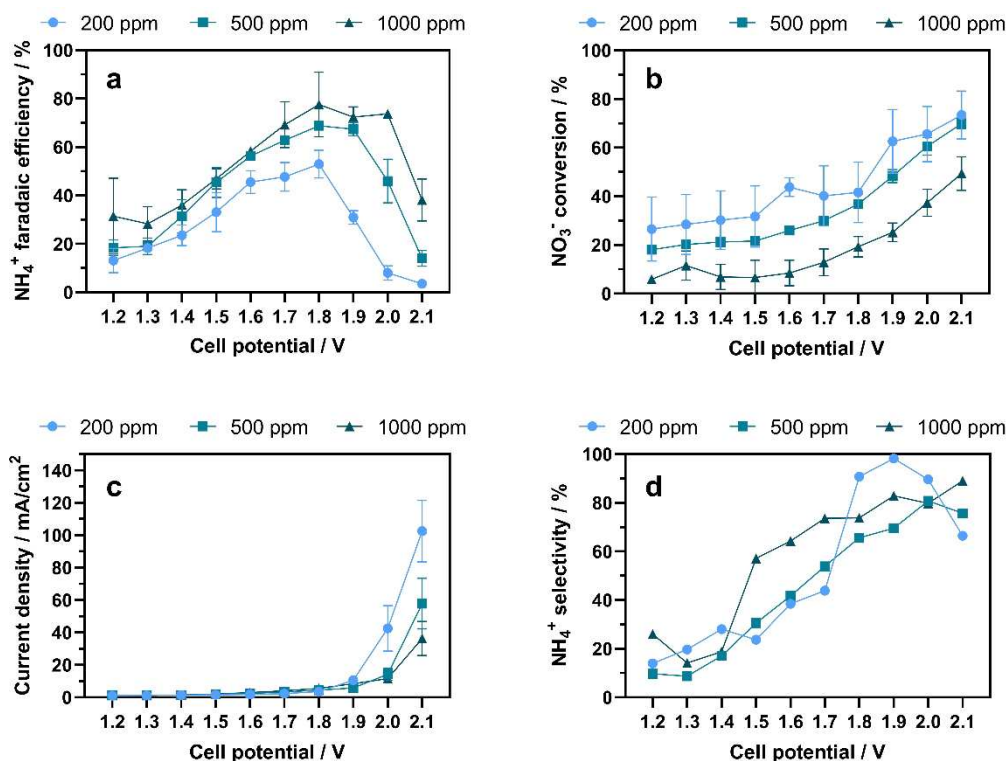 200 ppm 500 ppm 1000 ppm
a
NH₄⁺ faradaic efficiency / %
100
80
60
40
20
0
1.2 1.3 1.4 1.5 1.6 1.7 1.8 1.9 2.0 2.1
Cell potential / V
200 ppm 500 ppm 1000 ppm
b
NO₃⁻ conversion / %
100
80
60
40
20
0
1.2 1.3 1.4 1.5 1.6 1.7 1.8 1.9 2.0 2.1
Cell potential / V
200 ppm 500 ppm 1000 ppm
c
Current density / mA/cm²
140
120
100
80
60
40
20
0
1.2 1.3 1.4 1.5 1.6 1.7 1.8 1.9 2.0 2.1
Cell potential / V
200 ppm 500 ppm 1000 ppm
d
NH₄⁺ selectivity / %
100
80
60
40
20
0
1.2 1.3 1.4 1.5 1.6 1.7 1.8 1.9 2.0 2.1
Cell potential / V